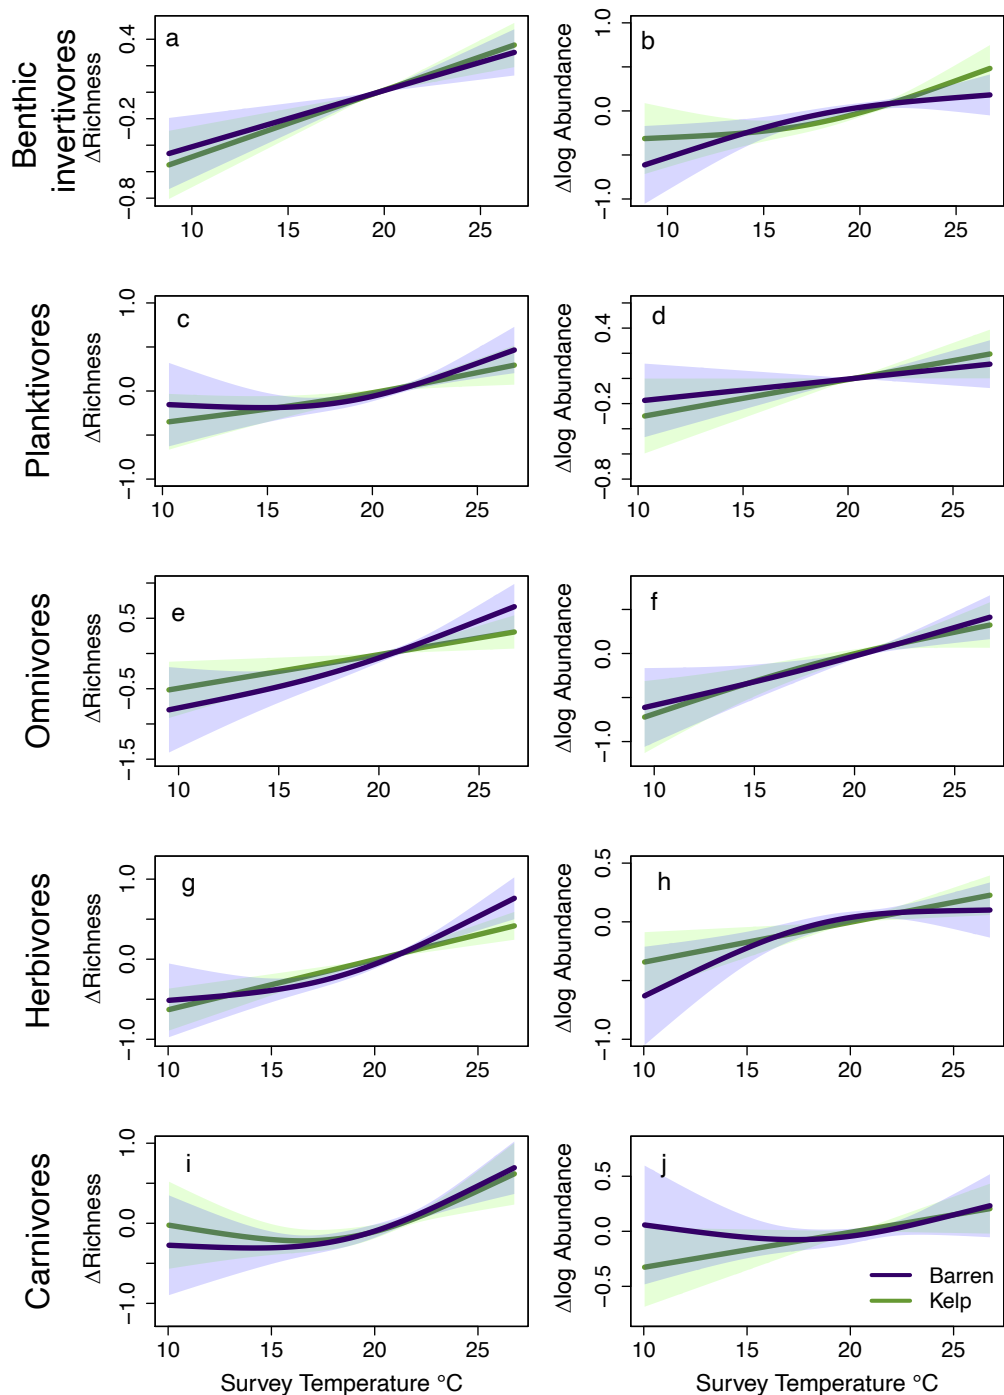 Benthic
invertivores
ΔRichness
0.4
−0.2
−0.8
a
10
15
20
25
Δlog Abundance
1.0
0.0
−1.0
b
10
15
20
25
Planktivores
ΔRichness
1.0
0.0
−1.0
c
10
15
20
25
Δlog Abundance
0.4
−0.2
−0.8
d
10
15
20
25
Omnivores
ΔRichness
0.5
−0.5
−1.5
e
10
15
20
25
Δlog Abundance
0.0
−1.0
f
10
15
20
25
Herbivores
ΔRichness
1.0
0.0
−1.0
g
10
15
20
25
Δlog Abundance
0.5
0.0
−1.0
h
10
15
20
25
Carnivores
ΔRichness
1.0
0.0
−1.0
i
10
15
20
25
Survey Temperature °C
Δlog Abundance
0.5
0.0
−0.5
j
Barren
Kelp
10
15
20
25
Survey Temperature °C